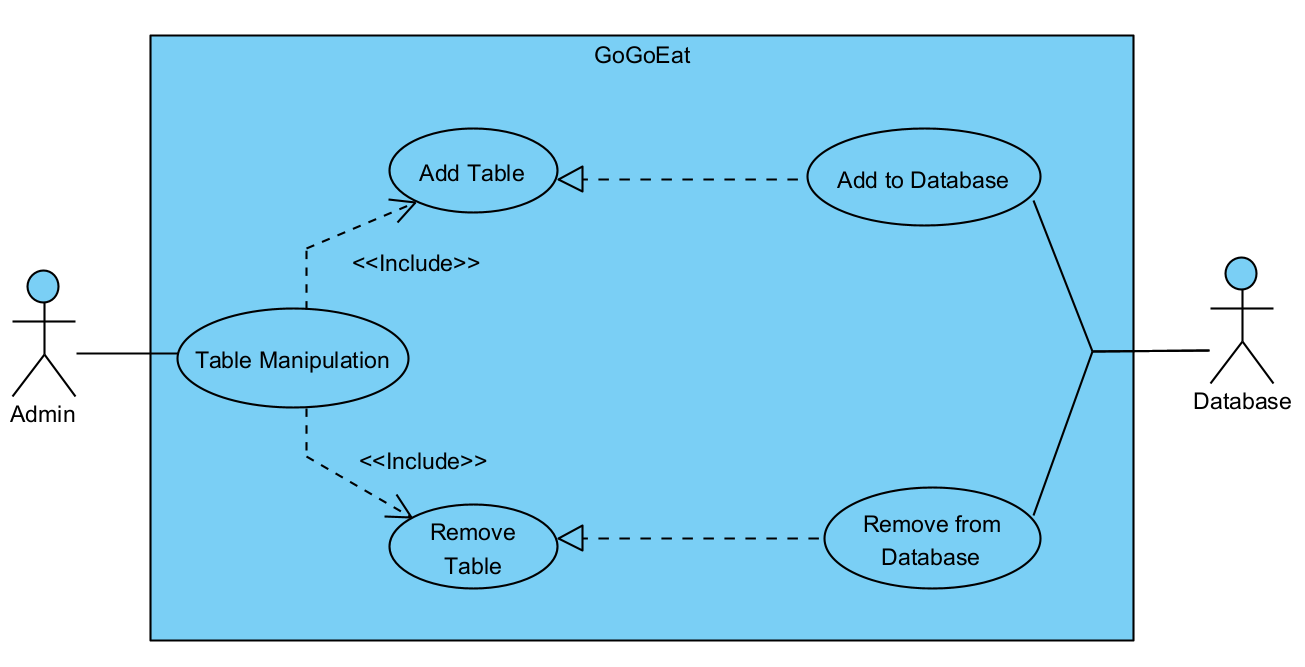 GoGoEat
Add Table
Add to Database
<<Include>>
Table Manipulation
Admin
Database
<<Include>>
Remove
Table
Remove from
Database